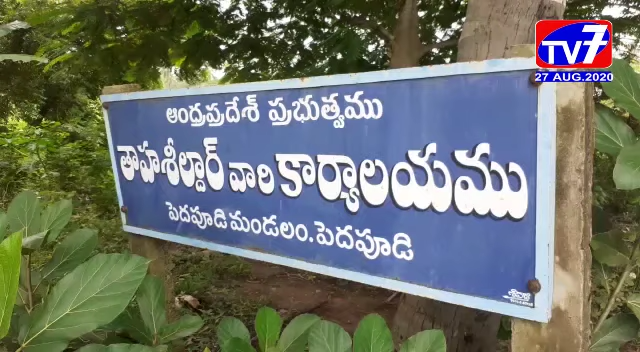 TV7
27 AUG.2020
ఆంధ్రప్రదేశ్ ప్రభుత్వము
తాహశీల్దార్ వారి కార్యాలయము
పెదపూడి మండలం. పెదపూడి